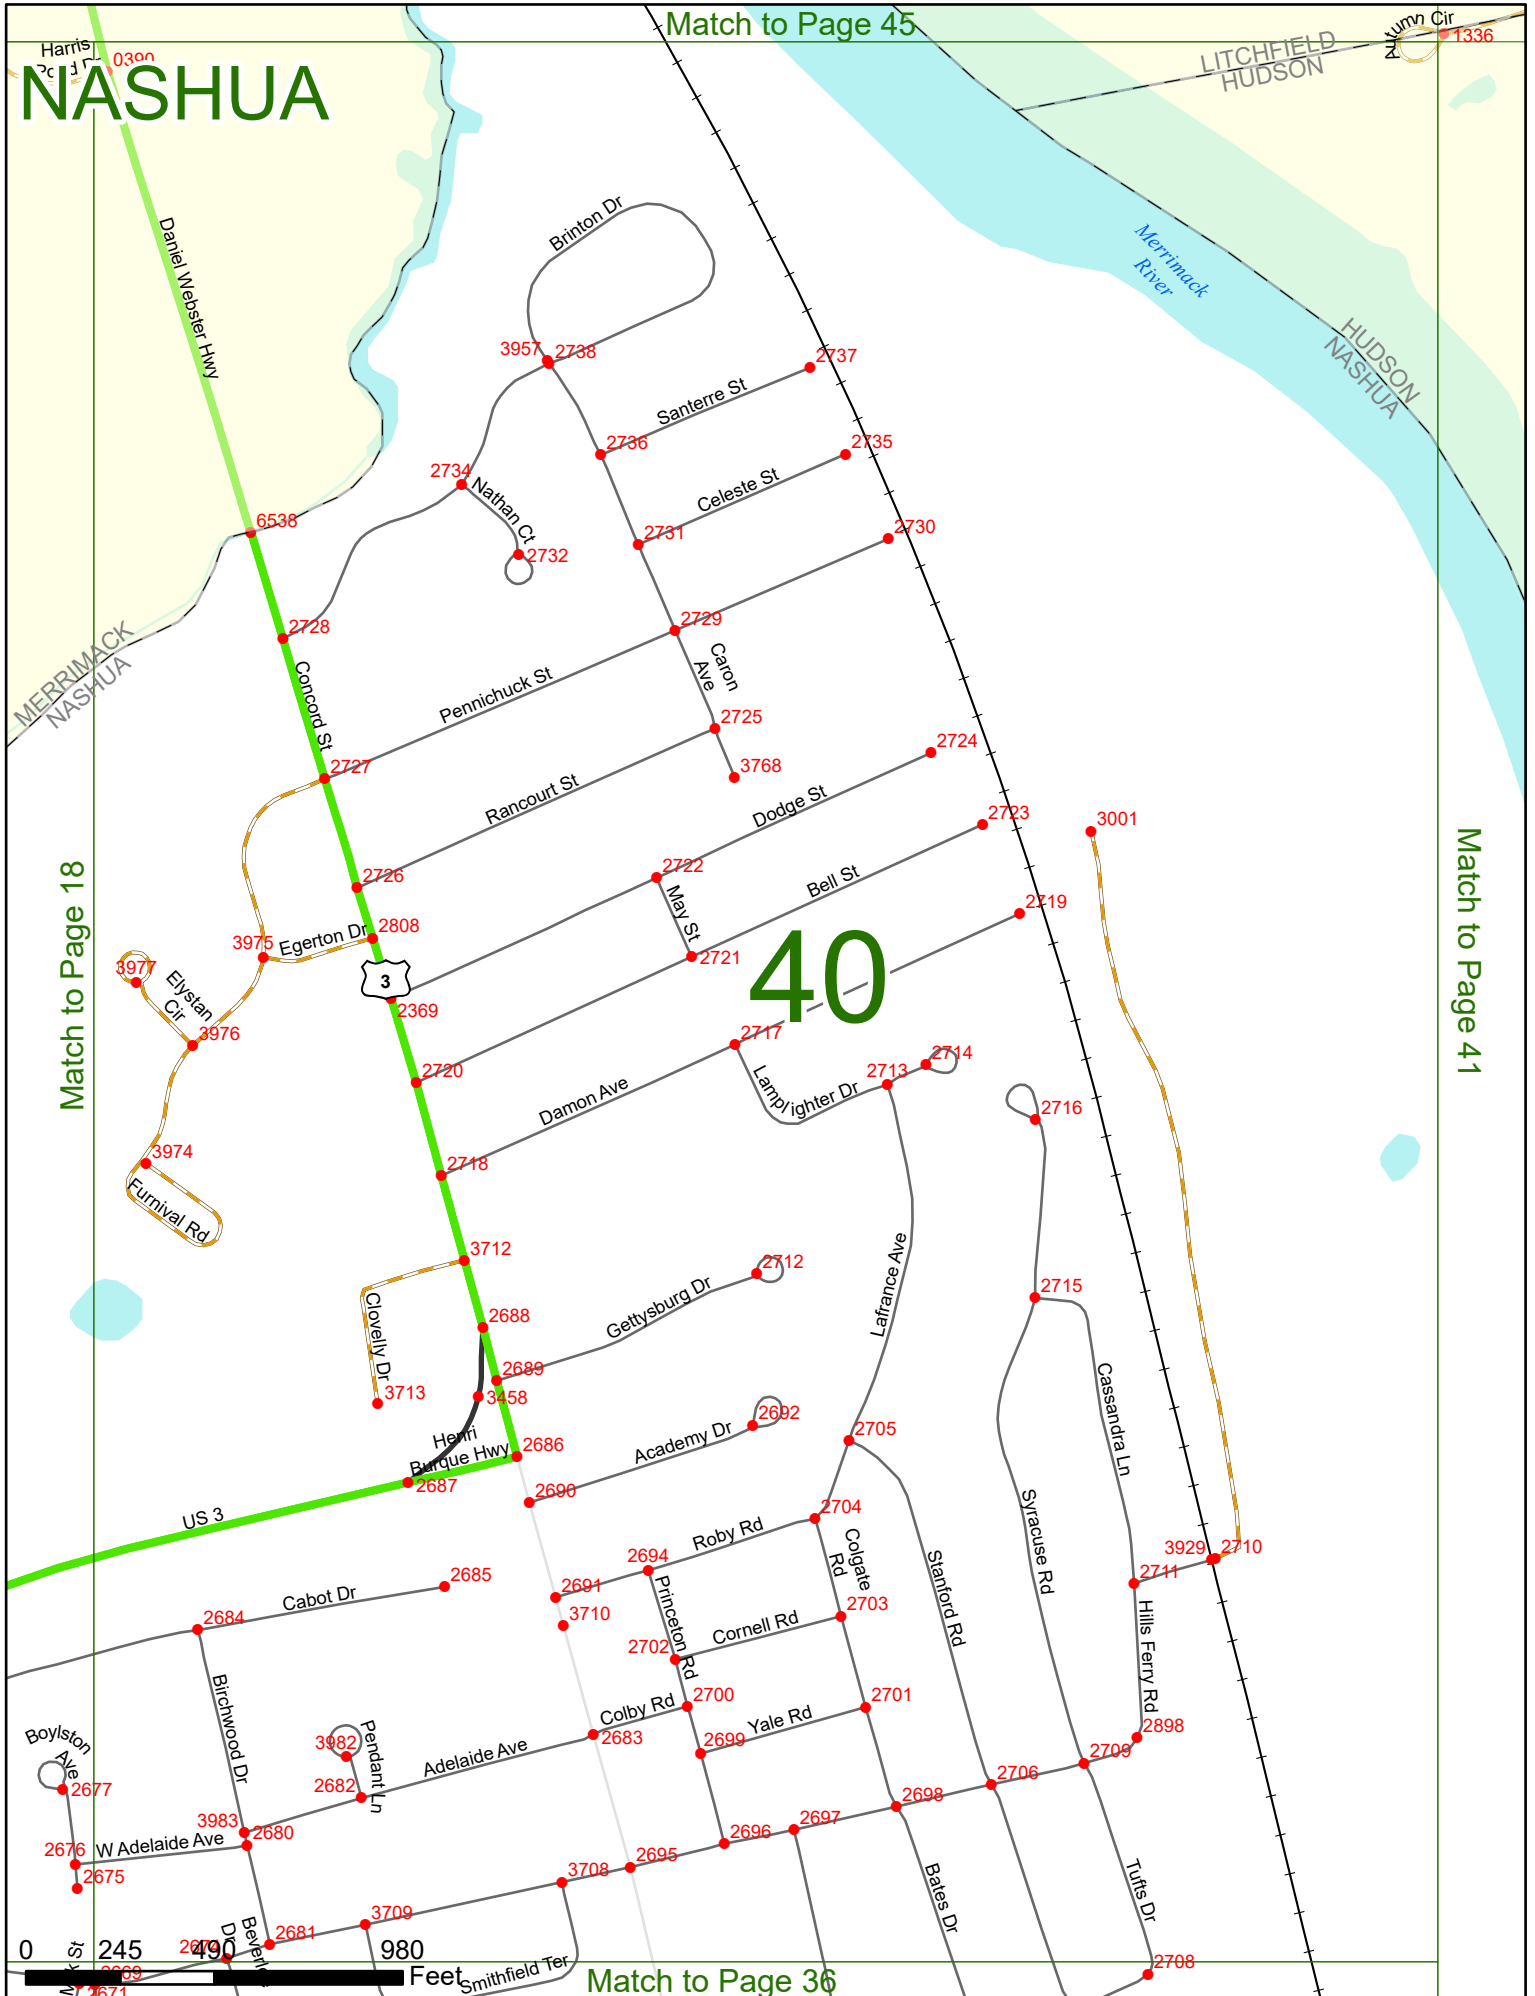 Match to Page 45
Autumn Cir
1336
LITCHFIELD
HUDSON
Harris
Pond Dr
0390
NASHUA
Daniel Webster Hwy
Brinton Dr
Merrimack
River
HUDSON
NASHUA
3957
2738
2737
Santerre St
2736
2735
2734
Nathan Ct
Celeste St
6538
2731
2730
2732
2728
2729
MERRIMACK
NASHUA
Concord St
Pennichuck St
Caron
Ave
2725
2724
2727
3768
Rancourt St
Dodge St
2723
3001
Match to Page 18
Match to Page 41
2726
2722
Bell St
May St
2719
2808
3975
Egerton Dr
2721
40
3977
Elystan
Cir
3
2369
3976
2717
2714
2720
2713
Damon Ave
Lamplighter Dr
2716
3974
2718
Furnival Rd
3712
2712
Lafrance Ave
2715
Clovelly Dr
2688
Gettysburg Dr
2689
3713
3458
Cassandra Ln
2692
Henri
Burque Hwy
2686
Academy Dr
2705
2687
2690
US 3
Syracuse Rd
2704
Roby Rd
Colgate
Rd
Stanford Rd
3929
2710
2694
2685
2691
2711
Cabot Dr
Princeton Rd
2684
3710
2703
Cornell Rd
Hills Ferry Rd
2702
Birchwood Dr
2700
2701
Colby Rd
Yale Rd
Boylston
Ave
Pendant Ln
2683
2898
3982
2699
2709
Adelaide Ave
2677
2682
2706
2698
3983
2680
2697
W Adelaide Ave
2676
2696
2695
2675
3708
Bates Dr
Tufts Dr
3709
2681
2674
Dr
Beverlee
0 245 490 980
Feet
Smithfield Ter
2708
2669
2671
St
Match to Page 36